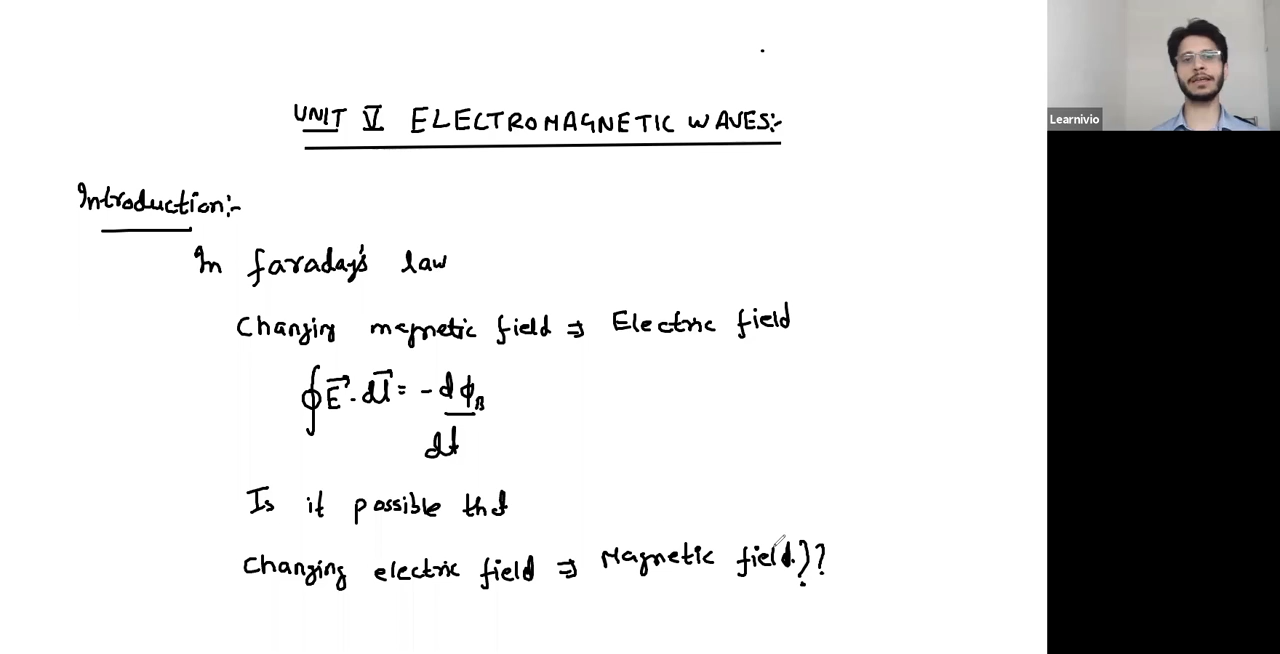 UNIT V ELECTROMAGNETIC WAVES:-
Learnivio
Introduction:-
In faraday's law
Changing magnetic field ⇒ Electric field
∮E⃗. dl⃗ = -dϕB/dt
Is it possible that
Changing electric field ⇒ Magnetic field??